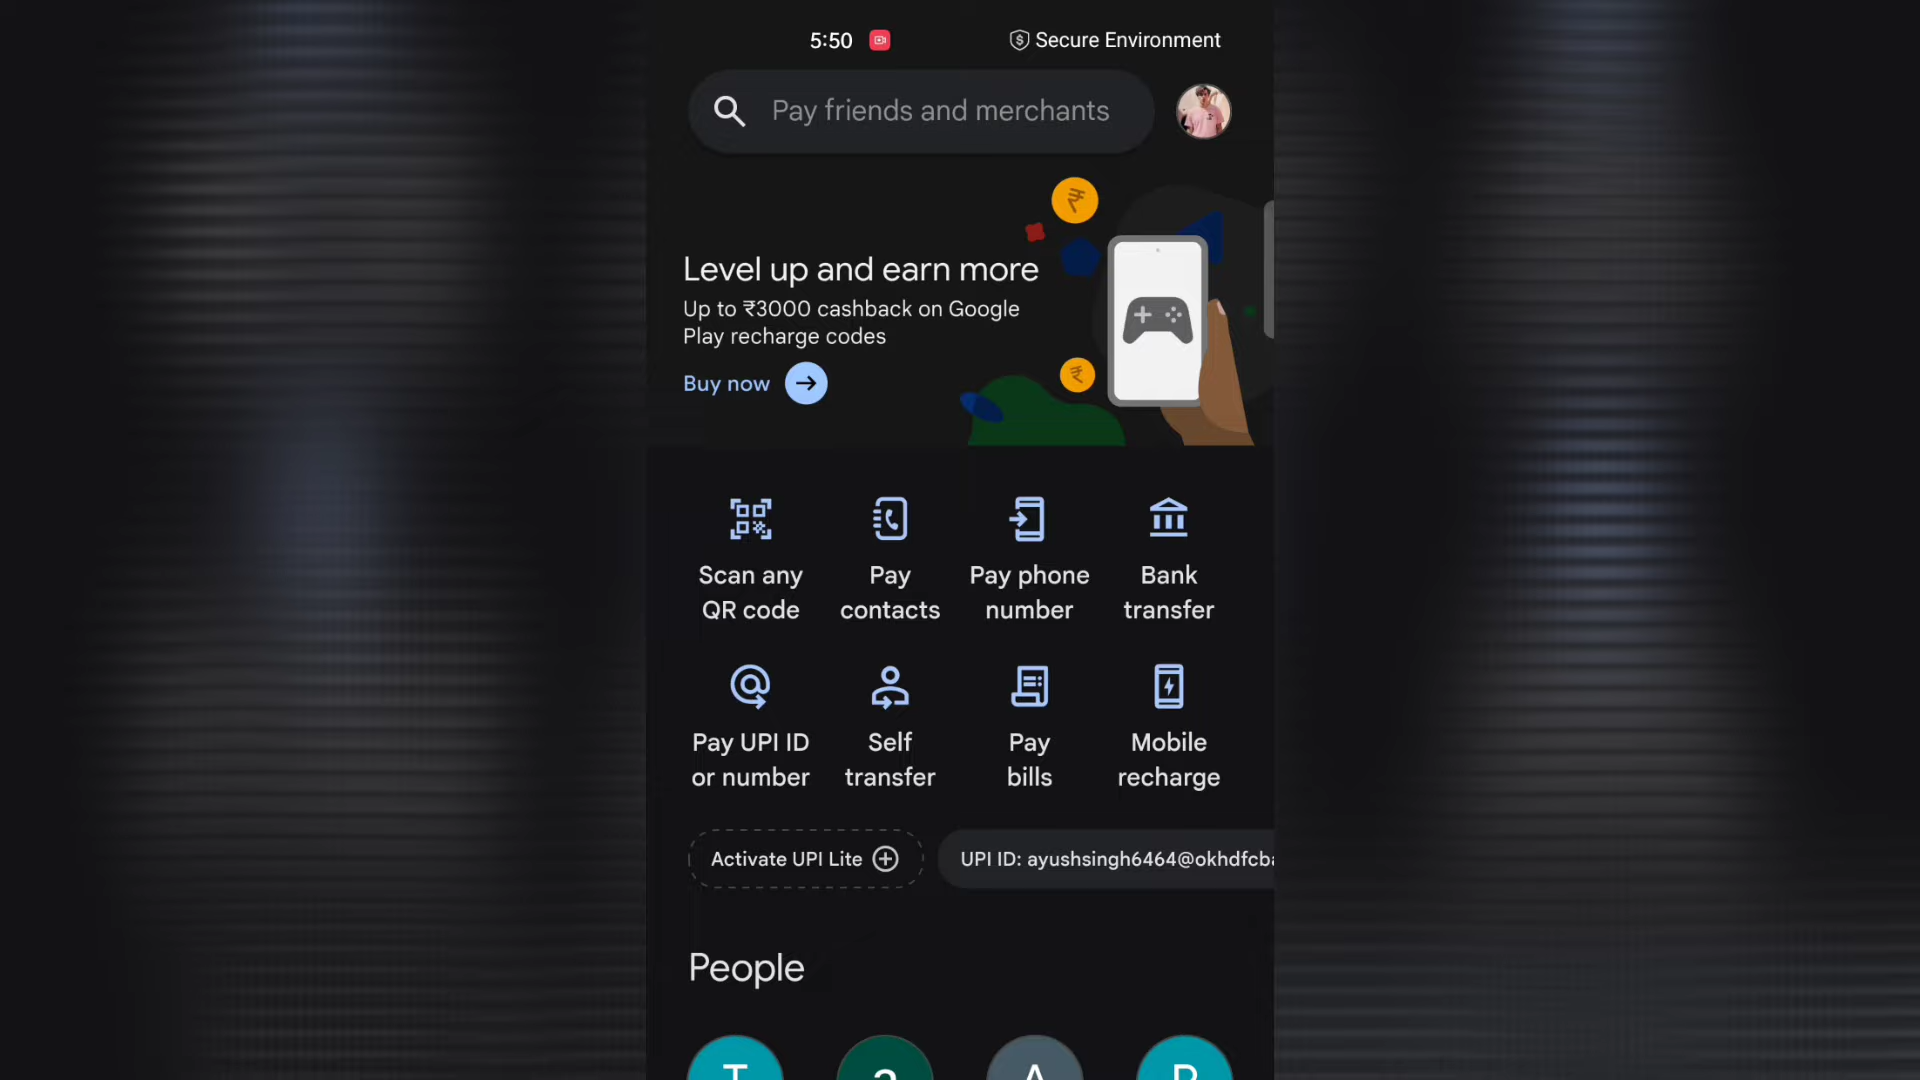 5:50
Secure Environment
Pay friends and merchants
Level up and earn more
Up to ₹3000 cashback on Google
Play recharge codes
Buy now
Scan any
QR code
Pay
contacts
Pay phone
number
Bank
transfer
Pay UPI ID
or number
Self
transfer
Pay
bills
Mobile
recharge
Activate UPI Lite
UPI ID: ayushsingh6464@okhdfcba
People
T
a
A